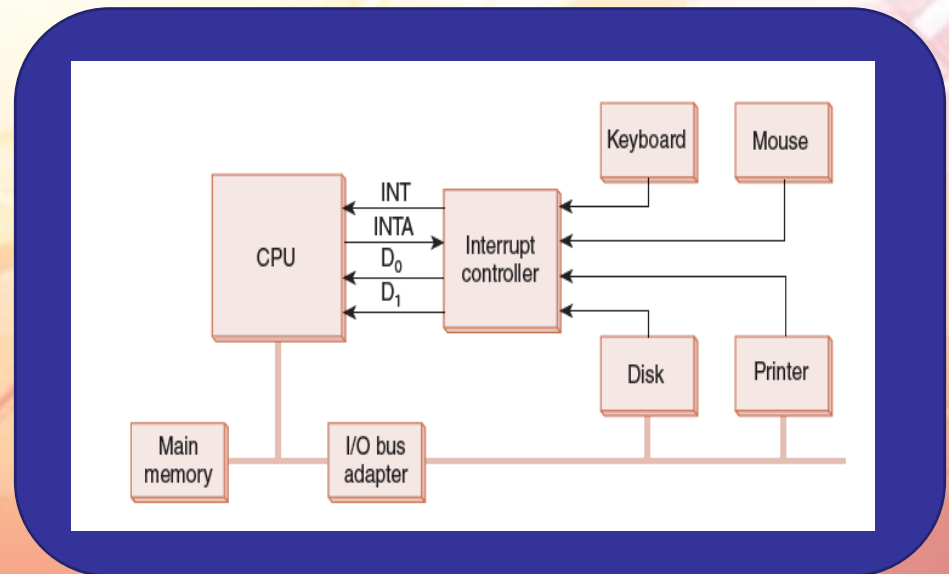 Keyboard
Mouse
INT
INTA
D₀
D₁
CPU
Interrupt
controller
Disk
Printer
Main
memory
I/O bus
adapter